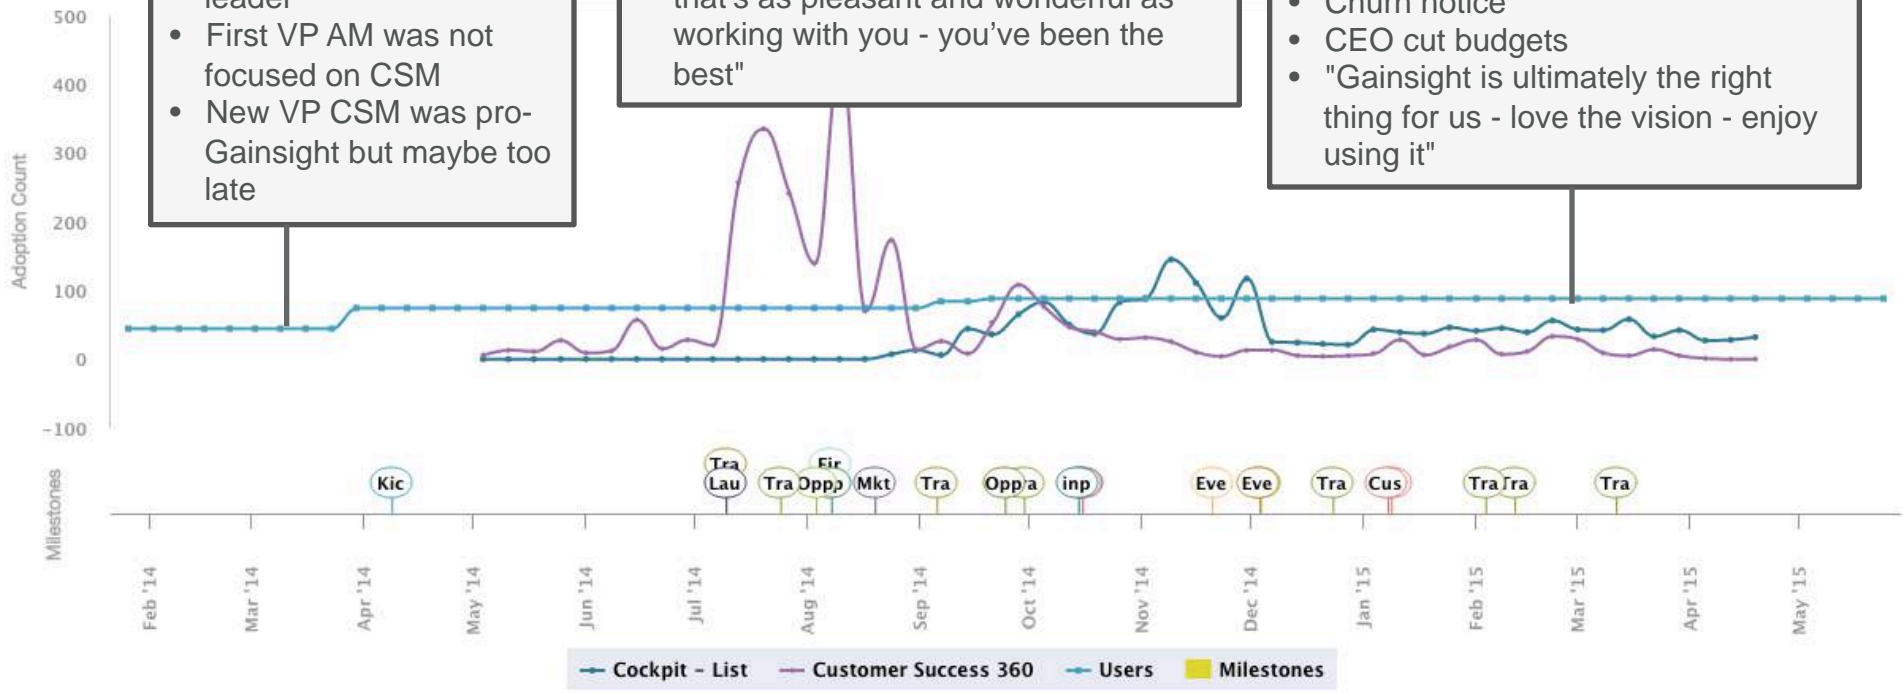 leader
• First VP AM was not
focused on CSM
• New VP CSM was pro-
Gainsight but maybe too
late
that's as pleasant and wonderful as
working with you - you've been the
best"
• Churn notice
• CEO cut budgets
• "Gainsight is ultimately the right
thing for us - love the vision - enjoy
using it"
Adoption Count
500
400
300
200
100
0
-100
Milestones
Kic
Tra
Lau
Tra
Opp
Fir
Mkt
Tra
Opp
inp
Eve
Eve
Tra
Cus
Tra
Tra
Tra
Feb '14
Mar '14
Apr '14
May '14
Jun '14
Jul '14
Aug '14
Sep '14
Oct '14
Nov '14
Dec '14
Jan '15
Feb '15
Mar '15
Apr '15
May '15
Cockpit - List
Customer Success 360
Users
Milestones